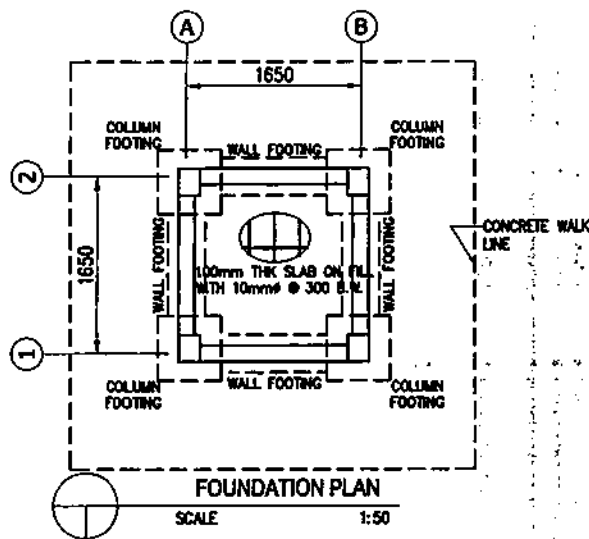 A
B
1650
COLUMN
FOOTING
WALL FOOTING
COLUMN
FOOTING
2
1650
WALL FOOTING
WALL FOOTING
CONCRETE WALK
LINE
100mm THK SLAB ON FILL
WITH 10mmø @ 300 B.W.
1
COLUMN
FOOTING
WALL FOOTING
COLUMN
FOOTING
FOUNDATION PLAN
SCALE 1:50